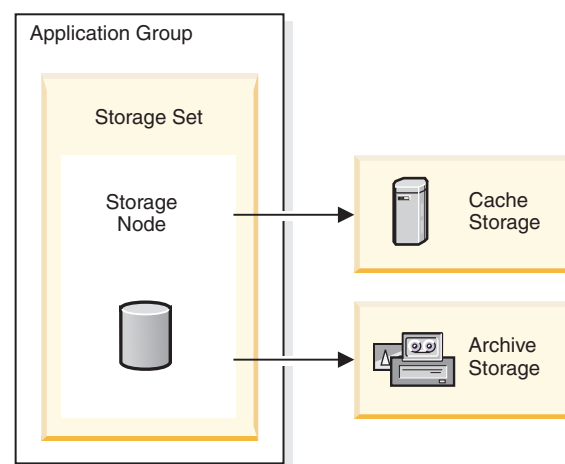 Application Group
Storage Set
Storage
Node
Cache
Storage
Archive
Storage